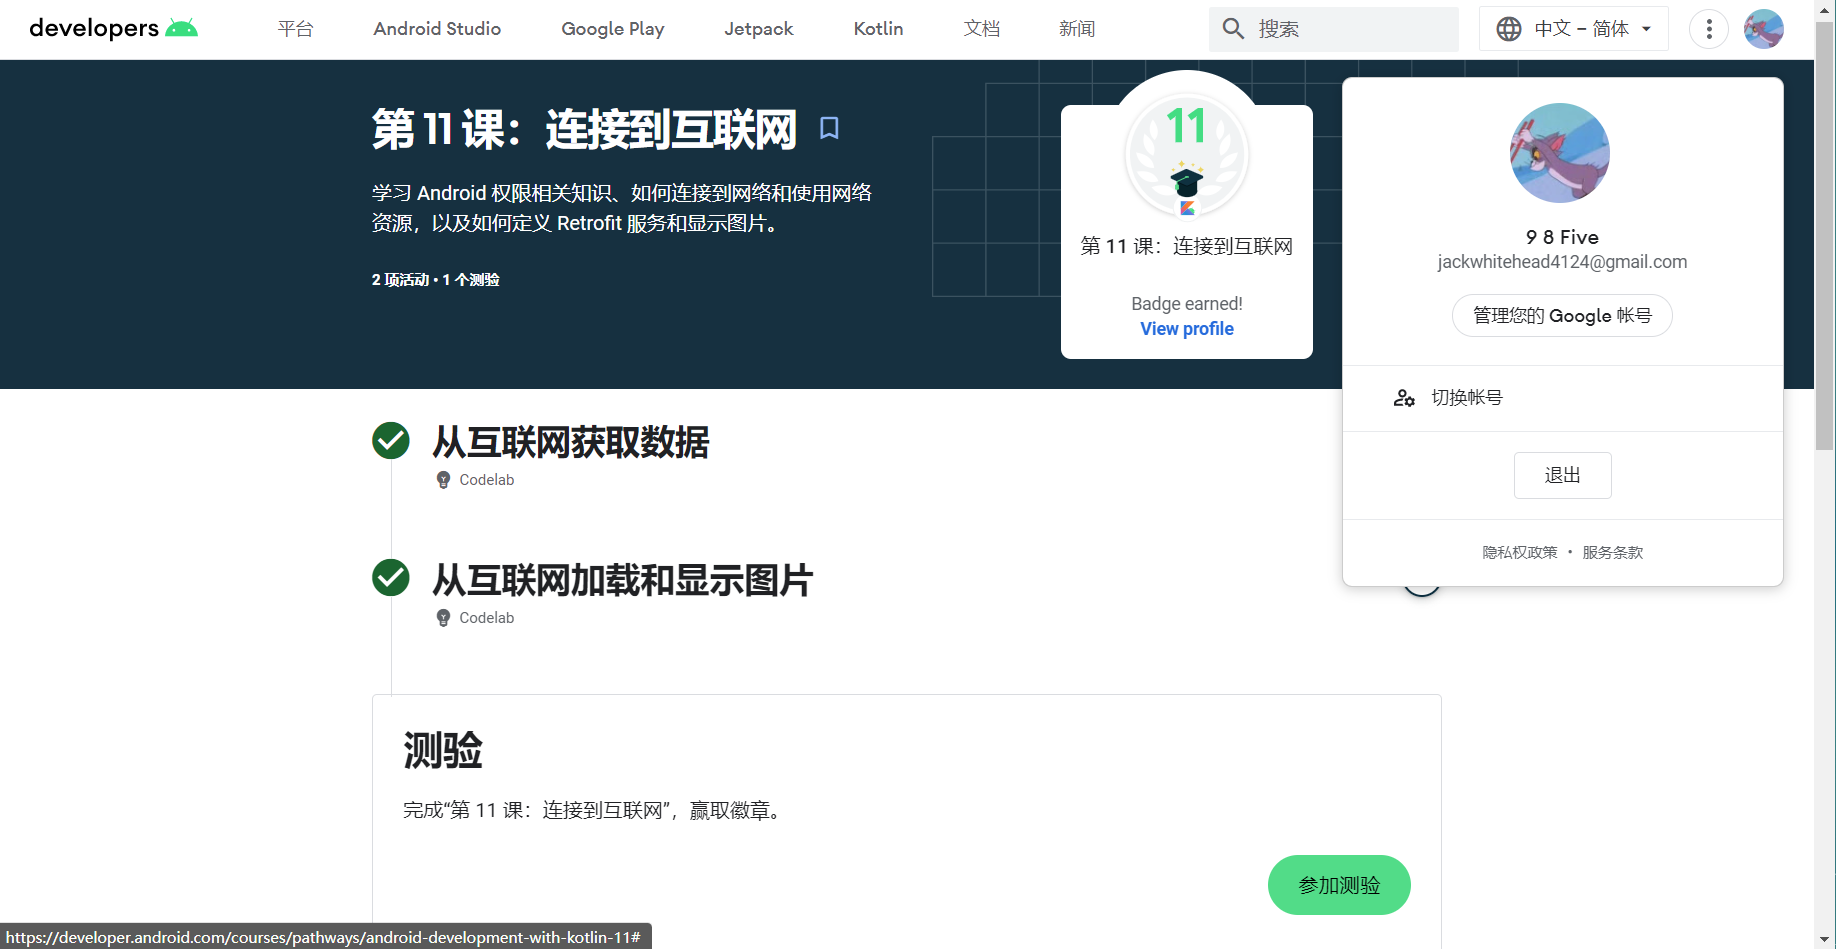 developers
平台
Android Studio
Google Play
Jetpack
Kotlin
文档
新闻
搜索
中文 – 简体
第 11 课：连接到互联网
学习 Android 权限相关知识、如何连接到网络和使用网络
资源，以及如何定义 Retrofit 服务和显示图片。
2 项活动 • 1 个测验
11
第 11 课：连接到互联网
Badge earned!
View profile
9 8 Five
jackwhitehead4124@gmail.com
管理您的 Google 帐号
切换帐号
退出
隐私权政策 • 服务条款
从互联网获取数据
Codelab
从互联网加载和显示图片
Codelab
测验
完成“第 11 课：连接到互联网”，赢取徽章。
参加测验
https://developer.android.com/courses/pathways/android-development-with-kotlin-11#